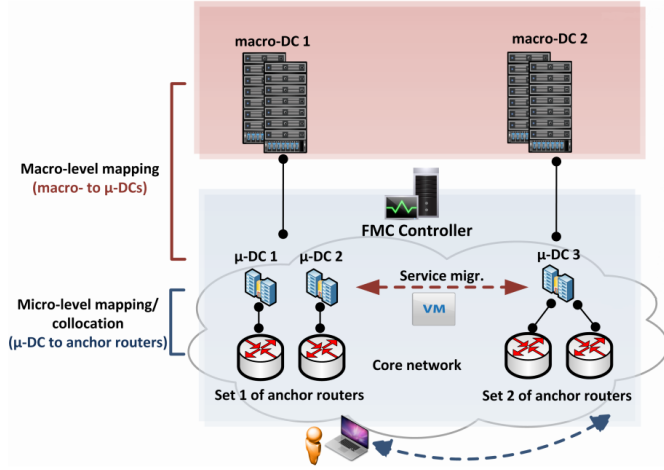 macro-DC 1
macro-DC 2
Macro-level mapping
(macro- to µ-DCs)
FMC Controller
µ-DC 1
µ-DC 2
µ-DC 3
Service migr.
VM
Micro-level mapping/
collocation
(µ-DC to anchor routers)
Core network
Set 1 of anchor routers
Set 2 of anchor routers